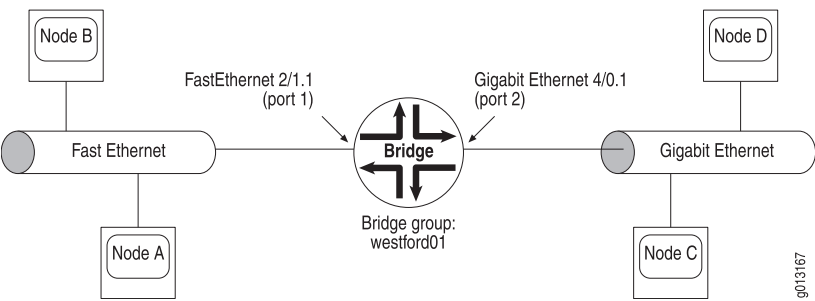 Node B
Node D
FastEthernet 2/1.1
(port 1)
Gigabit Ethernet 4/0.1
(port 2)
Fast Ethernet
Bridge
Gigabit Ethernet
Bridge group:
westford01
Node A
Node C
g013167